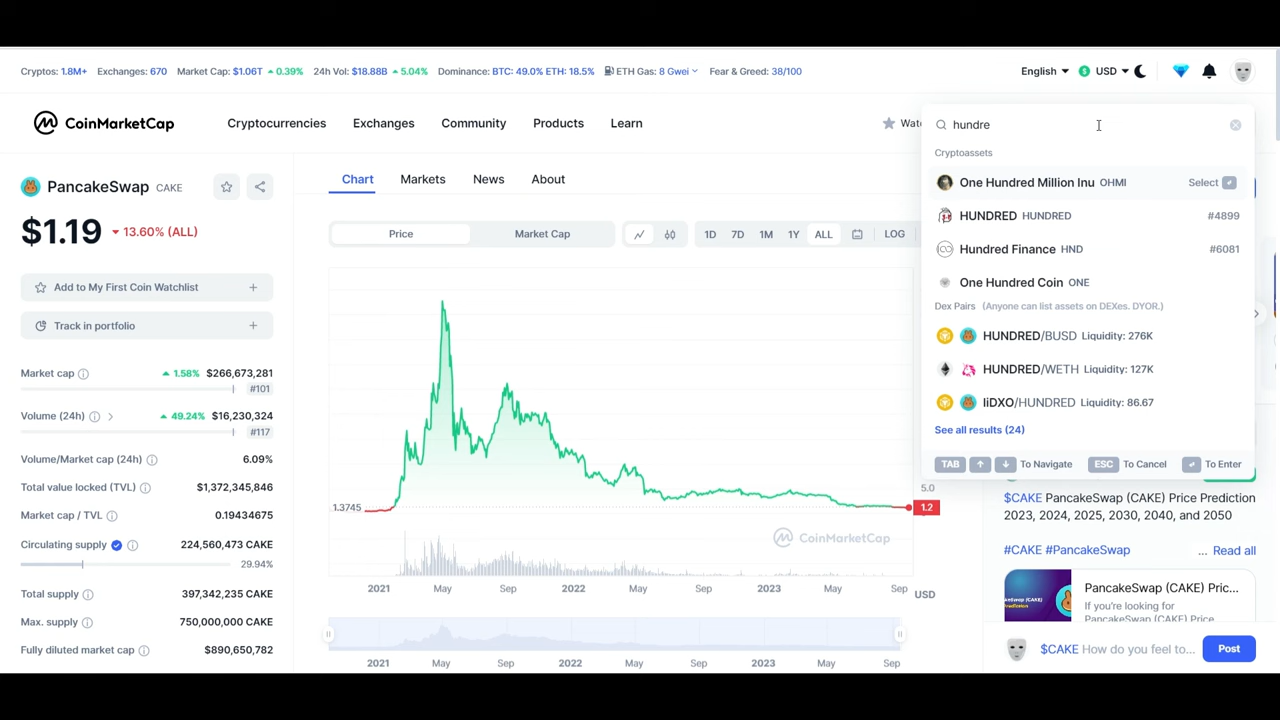 Cryptos: 1.8M+ Exchanges: 670 Market Cap: $1.06T 0.39% 24h Vol: $18.88B 5.04% Dominance: BTC: 49.0% ETH: 18.5% ETH Gas: 8 Gwei Fear & Greed: 38/100
English USD
CoinMarketCap
Cryptocurrencies Exchanges Community Products Learn
hundre
Cryptoassets
One Hundred Million Inu OHMI Select
HUNDRED HUNDRED #4899
Hundred Finance HND #6081
One Hundred Coin ONE
Dex Pairs (Anyone can list assets on DEXes. DYOR.)
HUNDRED/BUSD Liquidity: 276K
HUNDRED/WETH Liquidity: 127K
liDXO/HUNDRED Liquidity: 86.67
See all results (24)
TAB To Navigate ESC To Cancel To Enter
PancakeSwap CAKE
$1.19 13.60% (ALL)
Add to My First Coin Watchlist +
Track in portfolio +
Market cap 1.58% $266,673,281
#101
Volume (24h) 49.24% $16,230,324
#117
Volume/Market cap (24h) 6.09%
Total value locked (TVL) $1,372,345,846
Market cap / TVL 0.19434675
Circulating supply 224,560,473 CAKE
29.94%
Total supply 397,342,235 CAKE
Max. supply 750,000,000 CAKE
Fully diluted market cap $890,650,782
Chart Markets News About
Price Market Cap 1D 7D 1M 1Y ALL LOG
5.0
1.3745 1.2
CoinMarketCap
2021 May Sep 2022 May Sep 2023 May Sep USD
2021 May Sep 2022 May Sep 2023 May Sep
$CAKE PancakeSwap (CAKE) Price Prediction
2023, 2024, 2025, 2030, 2040, and 2050
#CAKE #PancakeSwap ... Read all
PancakeSwap (CAKE) Pric...
If you're looking for
PancakeSwap (CAKE) Price
$CAKE How do you feel to... Post